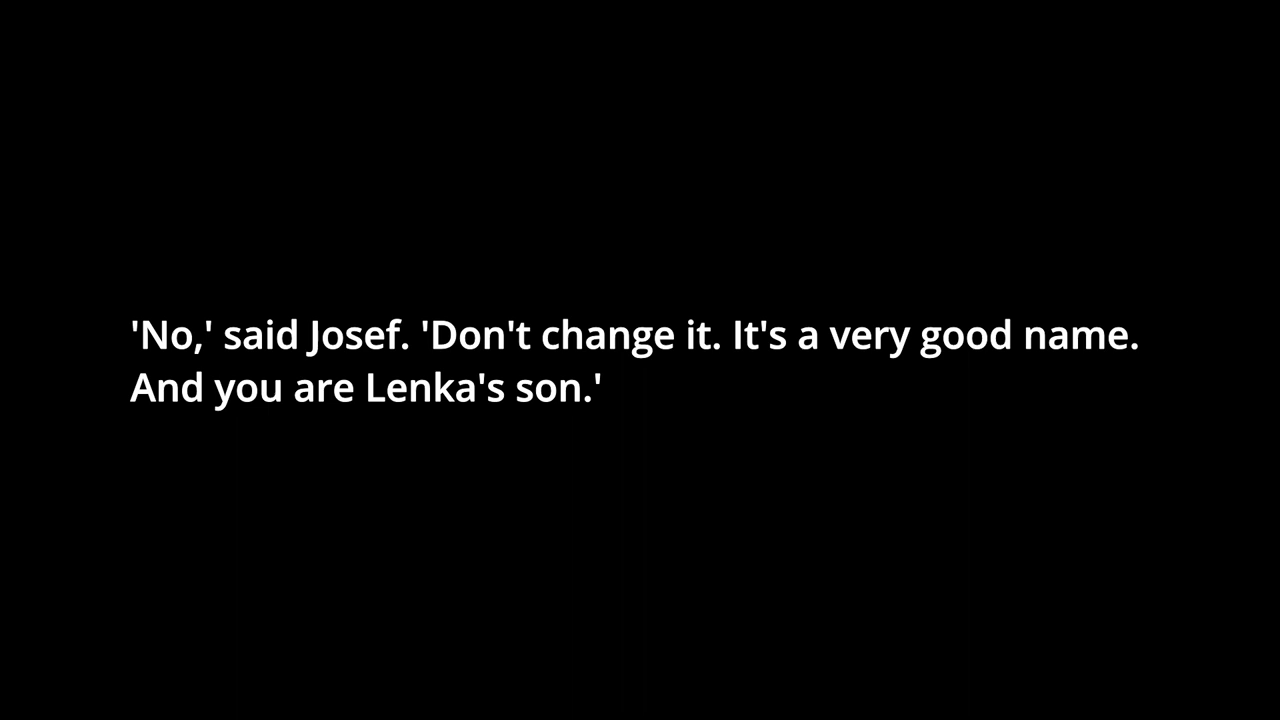 'No,' said Josef. 'Don't change it. It's a very good name.
And you are Lenka's son.'